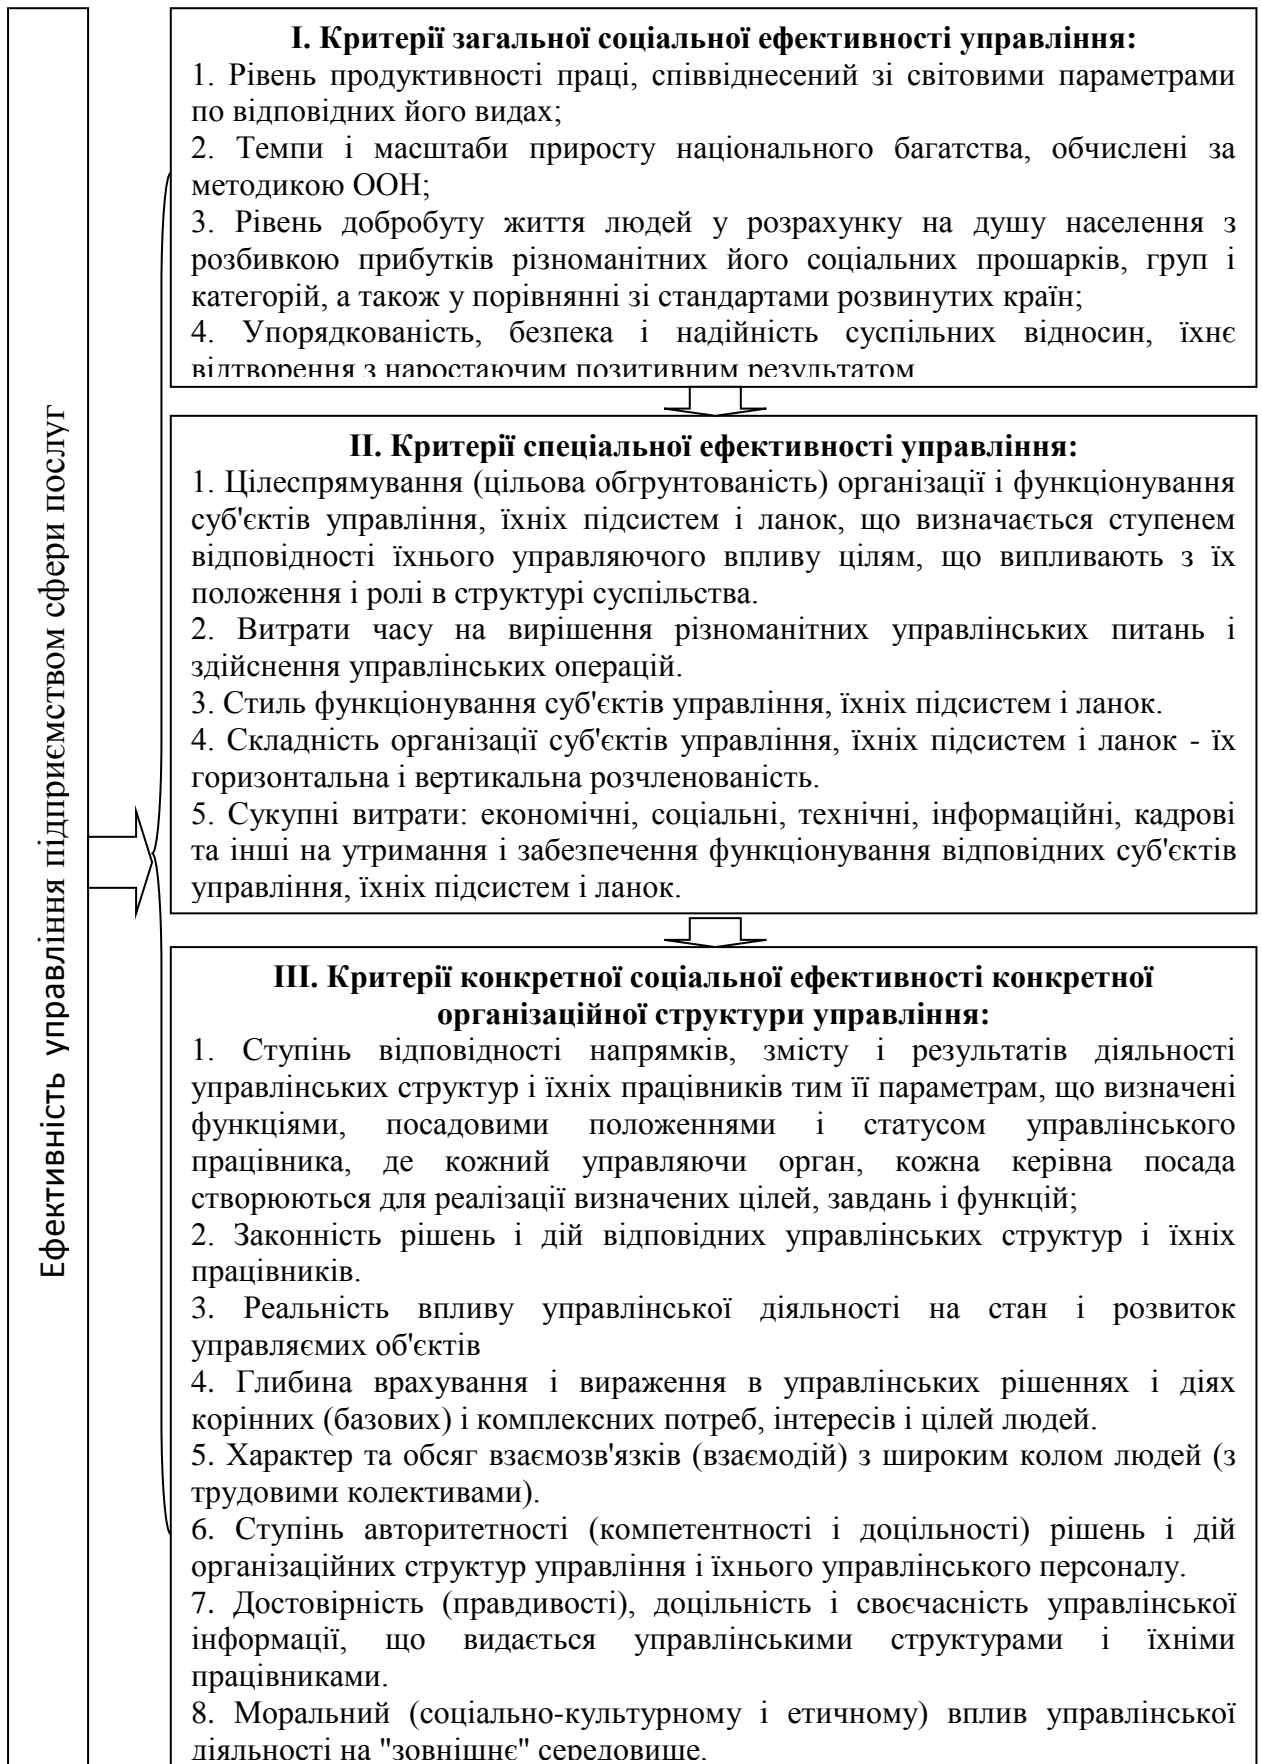 Ефективність управління підприємством сфери послуг
I. Критерії загальної соціальної ефективності управління:
1. Рівень продуктивності праці, співвіднесений зі світовими параметрами
по відповідних його видах;
2. Темпи і масштаби приросту національного багатства, обчислені за
методикою ООН;
3. Рівень добробуту життя людей у розрахунку на душу населення з
розбивкою прибутків різноманітних його соціальних прошарків, груп і
категорій, а також у порівнянні зі стандартами розвинутих країн;
4. Упорядкованість, безпека і надійність суспільних відносин, їхнє
відтворення з наростаючим позитивним результатом
II. Критерії спеціальної ефективності управління:
1. Цілеспрямування (цільова обгрунтованість) організації і функціонування
суб'єктів управління, їхніх підсистем і ланок, що визначається ступенем
відповідності їхнього управляючого впливу цілям, що випливають з їх
положення і ролі в структурі суспільства.
2. Витрати часу на вирішення різноманітних управлінських питань і
здійснення управлінських операцій.
3. Стиль функціонування суб'єктів управління, їхніх підсистем і ланок.
4. Складність організації суб'єктів управління, їхніх підсистем і ланок - їх
горизонтальна і вертикальна розчленованість.
5. Сукупні витрати: економічні, соціальні, технічні, інформаційні, кадрові
та інші на утримання і забезпечення функціонування відповідних суб'єктів
управління, їхніх підсистем і ланок.
III. Критерії конкретної соціальної ефективності конкретної
організаційної структури управління:
1. Ступінь відповідності напрямків, змісту і результатів діяльності
управлінських структур і їхніх працівників тим її параметрам, що визначені
функціями, посадовими положеннями і статусом управлінського
працівника, де кожний управляючи орган, кожна керівна посада
створюються для реалізації визначених цілей, завдань і функцій;
2. Законність рішень і дій відповідних управлінських структур і їхніх
працівників.
3. Реальність впливу управлінської діяльності на стан і розвиток
управляємих об'єктів
4. Глибина врахування і вираження в управлінських рішеннях і діях
корінних (базових) і комплексних потреб, інтересів і цілей людей.
5. Характер та обсяг взаємозв'язків (взаємодій) з широким колом людей (з
трудовими колективами).
6. Ступінь авторитетності (компетентності і доцільності) рішень і дій
організаційних структур управління і їхнього управлінського персоналу.
7. Достовірність (правдивості), доцільність і своєчасність управлінської
інформації, що видається управлінськими структурами і їхніми
працівниками.
8. Моральний (соціально-культурному і етичному) вплив управлінської
діяльності на "зовнішнє" середовище.